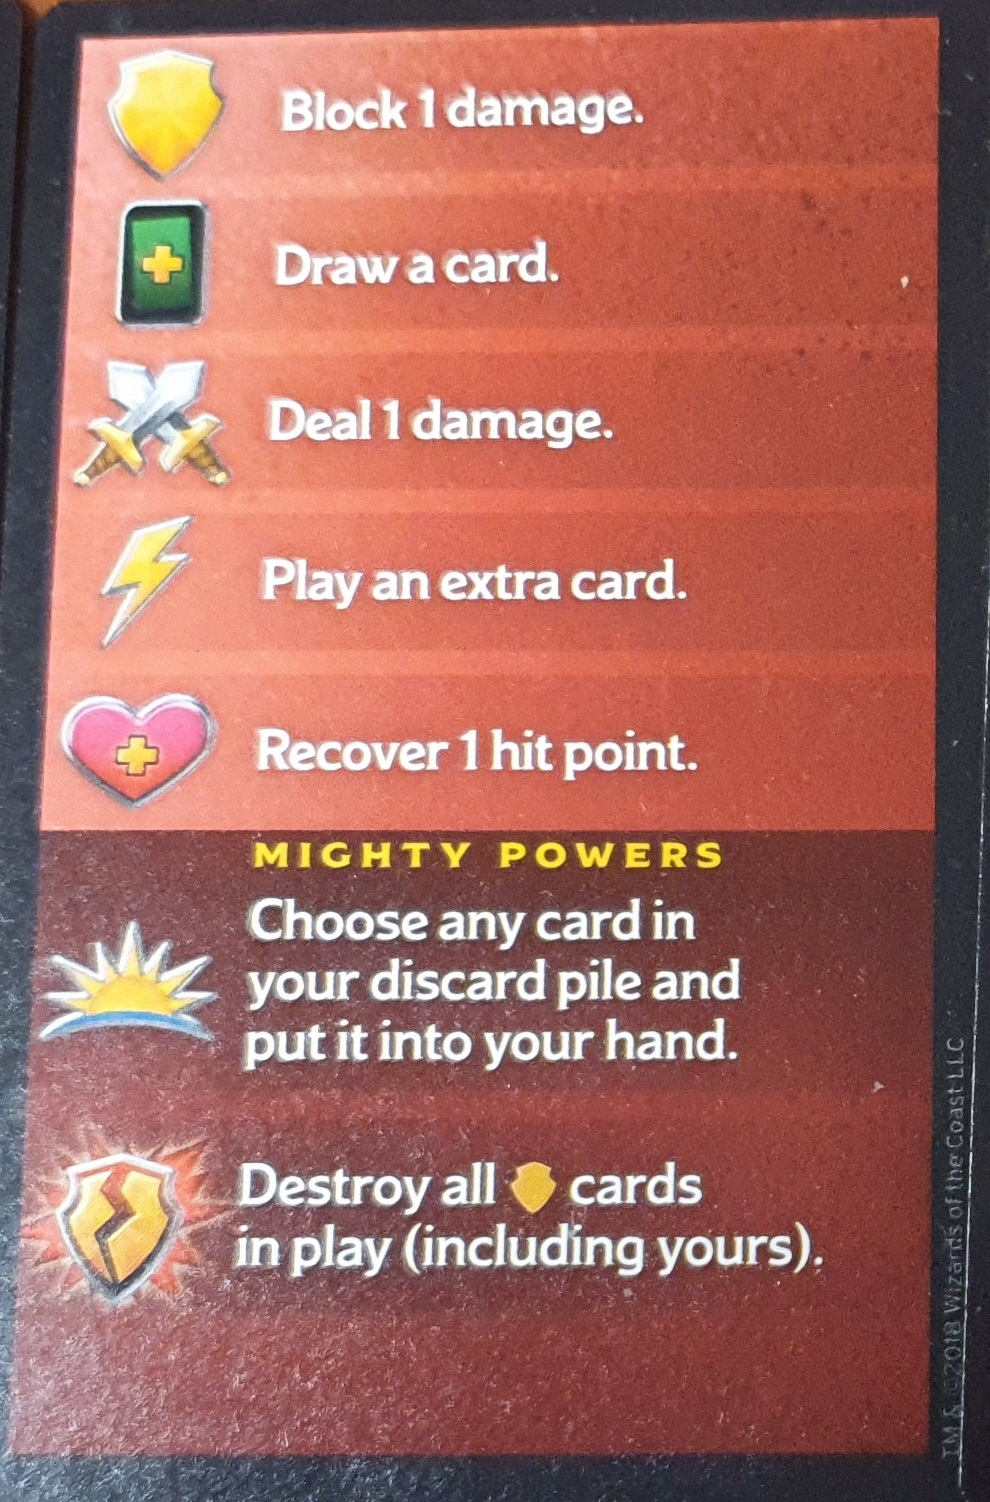 Block 1 damage.
Draw a card.
Deal 1 damage.
Play an extra card.
Recover 1 hit point.
MIGHTY POWERS
Choose any card in
your discard pile and
put it into your hand.
Destroy all cards
in play (including yours).
TM & ©2018 Wizards of the Coast LLC